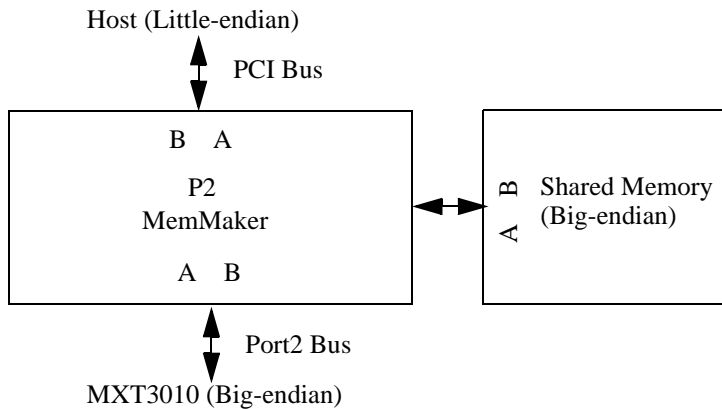 Host (Little-endian)
PCI Bus
B A
P2
MemMaker
A B
B
A
Shared Memory
(Big-endian)
Port2 Bus
MXT3010 (Big-endian)